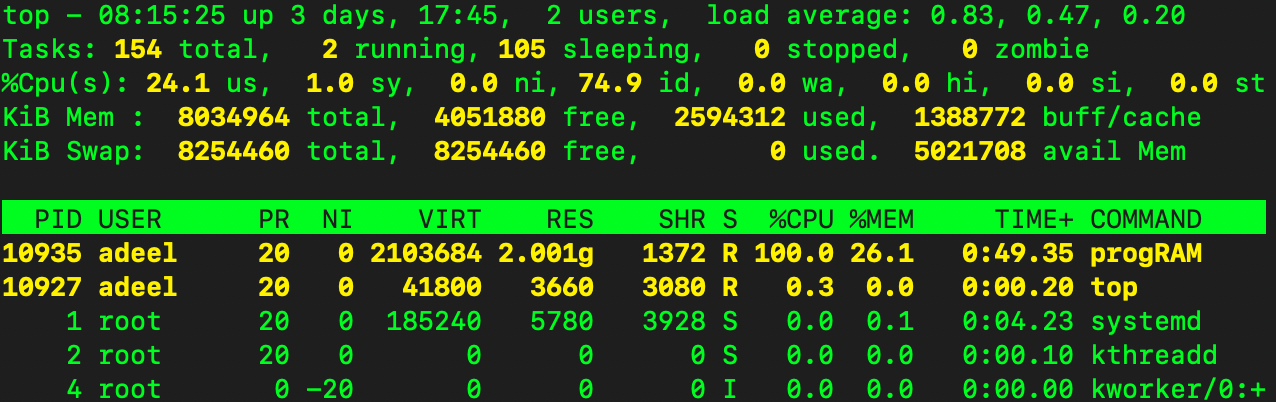 top – 08:15:25 up 3 days, 17:45,  2 users,  load average: 0.83, 0.47, 0.20
Tasks: 154 total,   2 running, 105 sleeping,   0 stopped,   0 zombie
%Cpu(s): 24.1 us,  1.0 sy,  0.0 ni, 74.9 id,  0.0 wa,  0.0 hi,  0.0 si,  0.0 st
KiB Mem :  8034964 total,  4051880 free,  2594312 used,  1388772 buff/cache
KiB Swap:  8254460 total,  8254460 free,        0 used.  5021708 avail Mem
  PID USER      PR  NI    VIRT    RES    SHR S  %CPU %MEM     TIME+ COMMAND
10935 adeel     20   0 2103684 2.001g   1372 R 100.0 26.1   0:49.35 progRAM
10927 adeel     20   0   41800   3660   3080 R   0.3  0.0   0:00.20 top
    1 root      20   0  185240   5780   3928 S   0.0  0.1   0:04.23 systemd
    2 root      20   0       0      0      0 S   0.0  0.0   0:00.10 kthreadd
    4 root       0 –20       0      0      0 I   0.0  0.0   0:00.00 kworker/0:+